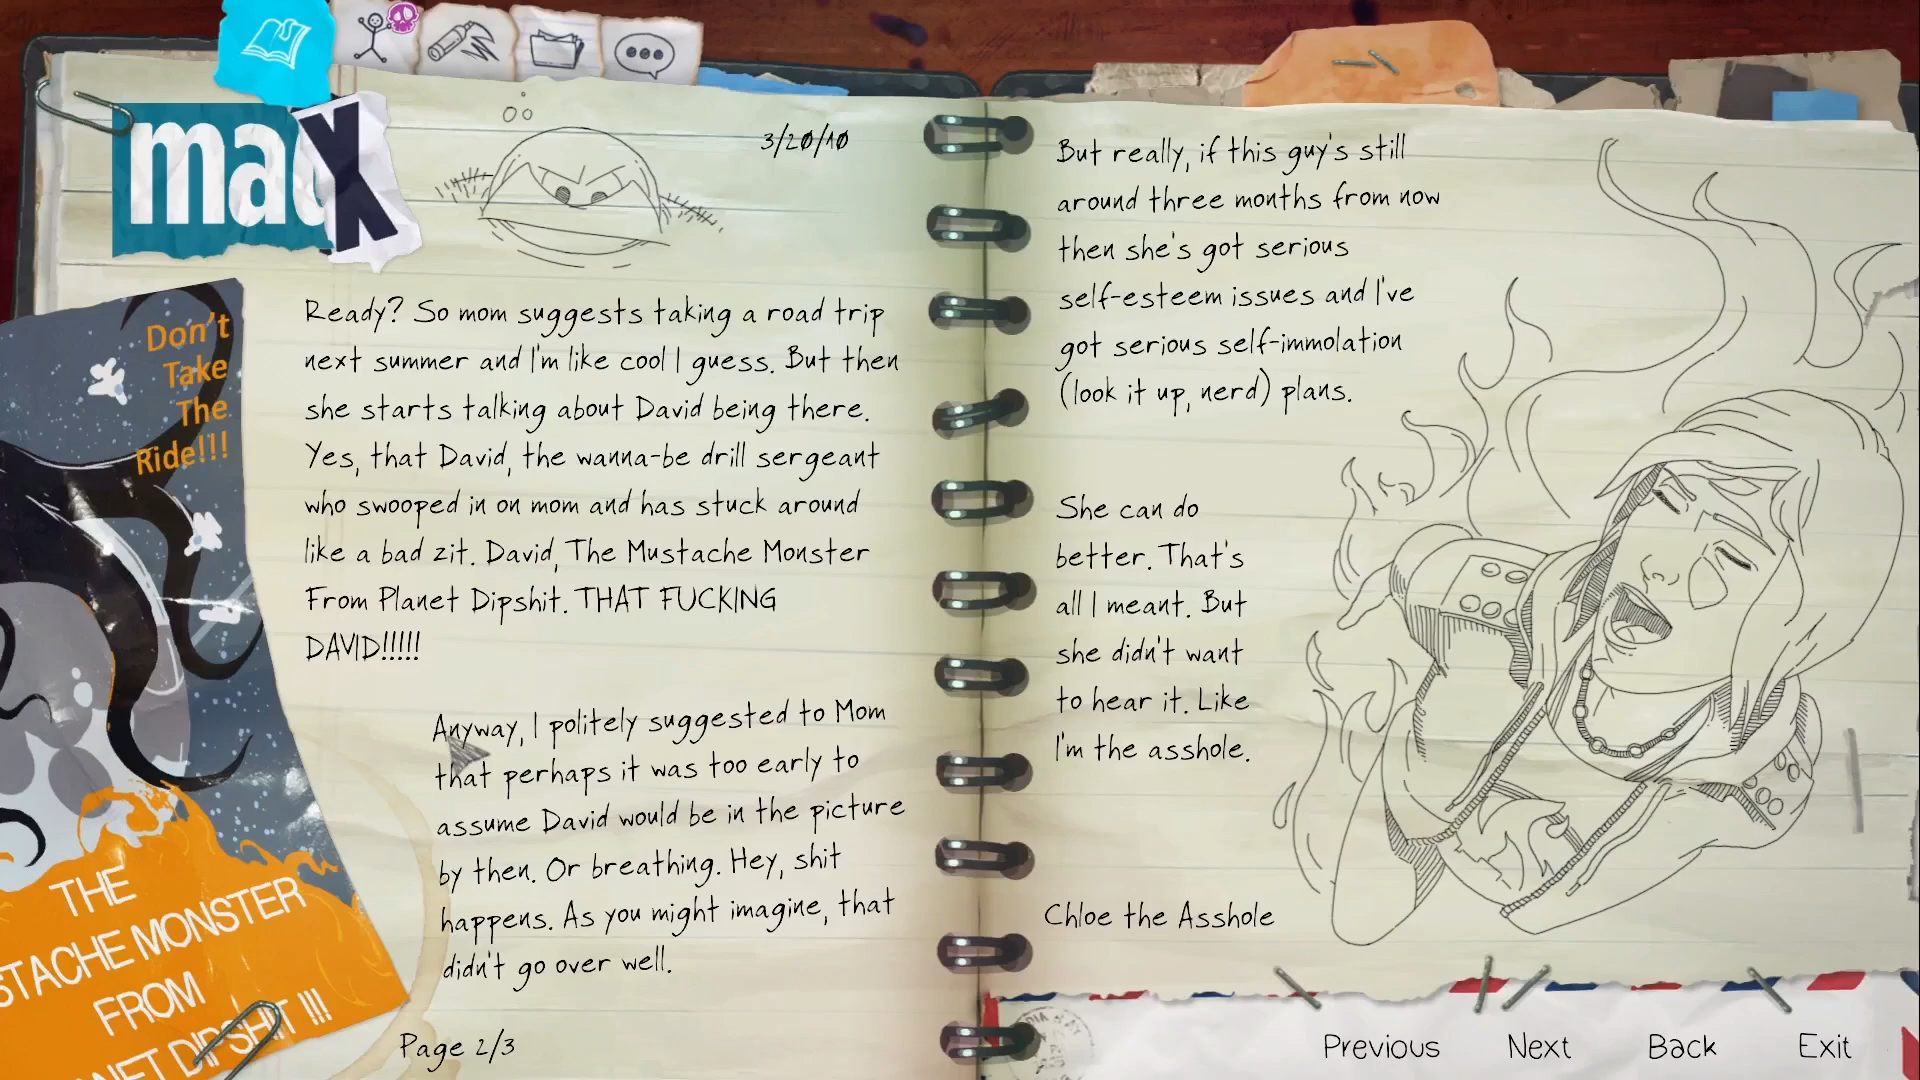 maX
3/20/10
Don't
Take
The
Ride!!!
Ready? So mom suggests taking a road trip
next summer and I'm like cool I guess. But then
she starts talking about David being there.
Yes, that David, the wanna-be drill sergeant
who swooped in on mom and has stuck around
like a bad zit. David, The Mustache Monster
From Planet Dipshit. THAT FUCKING
DAVID!!!!!
Anyway, I politely suggested to Mom
that perhaps it was too early to
assume David would be in the picture
by then. Or breathing. Hey, shit
happens. As you might imagine, that
didn't go over well.
THE
STACHE MONSTER
FROM
NET DIPSHIT !!!
Page 2/3
But really, if this guy's still
around three months from now
then she's got serious
self-esteem issues and I've
got serious self-immolation
(look it up, nerd) plans.
She can do
better. That's
all I meant. But
she didn't want
to hear it. Like
I'm the asshole.
Chloe the Asshole
Previous
Next
Back
Exit